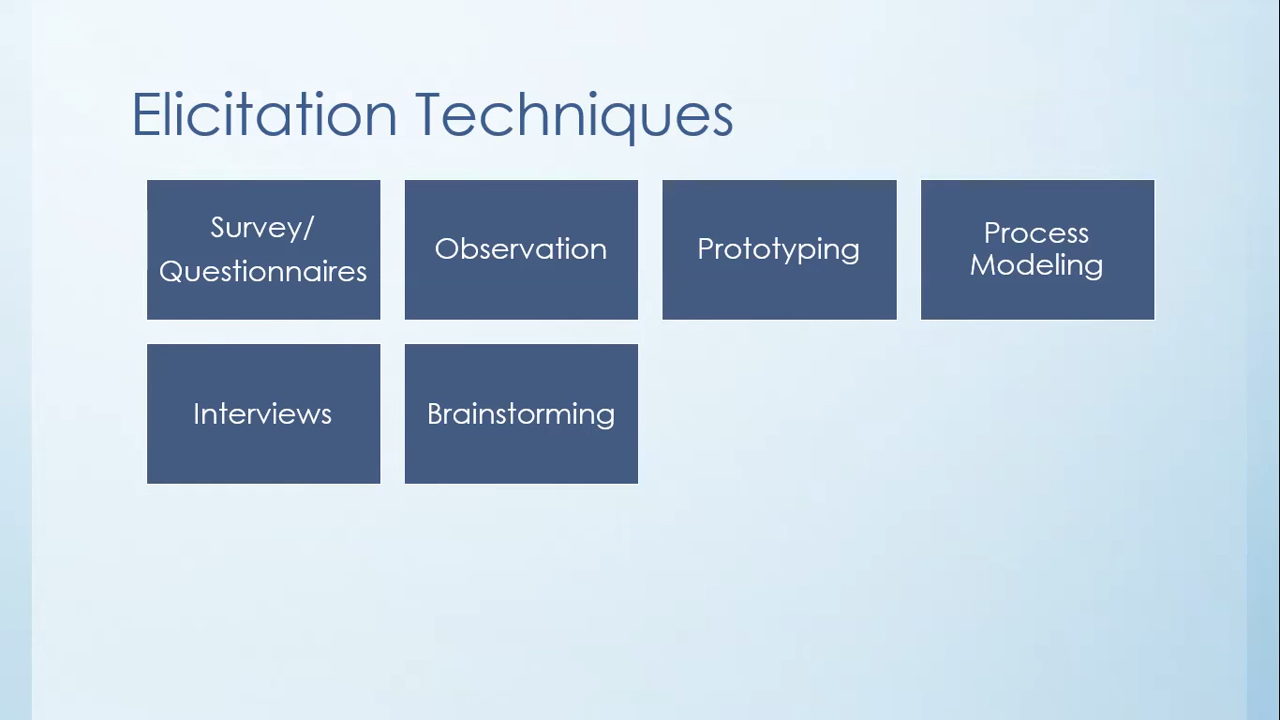 Elicitation Techniques
Survey/
Questionnaires
Observation
Prototyping
Process
Modeling
Interviews
Brainstorming